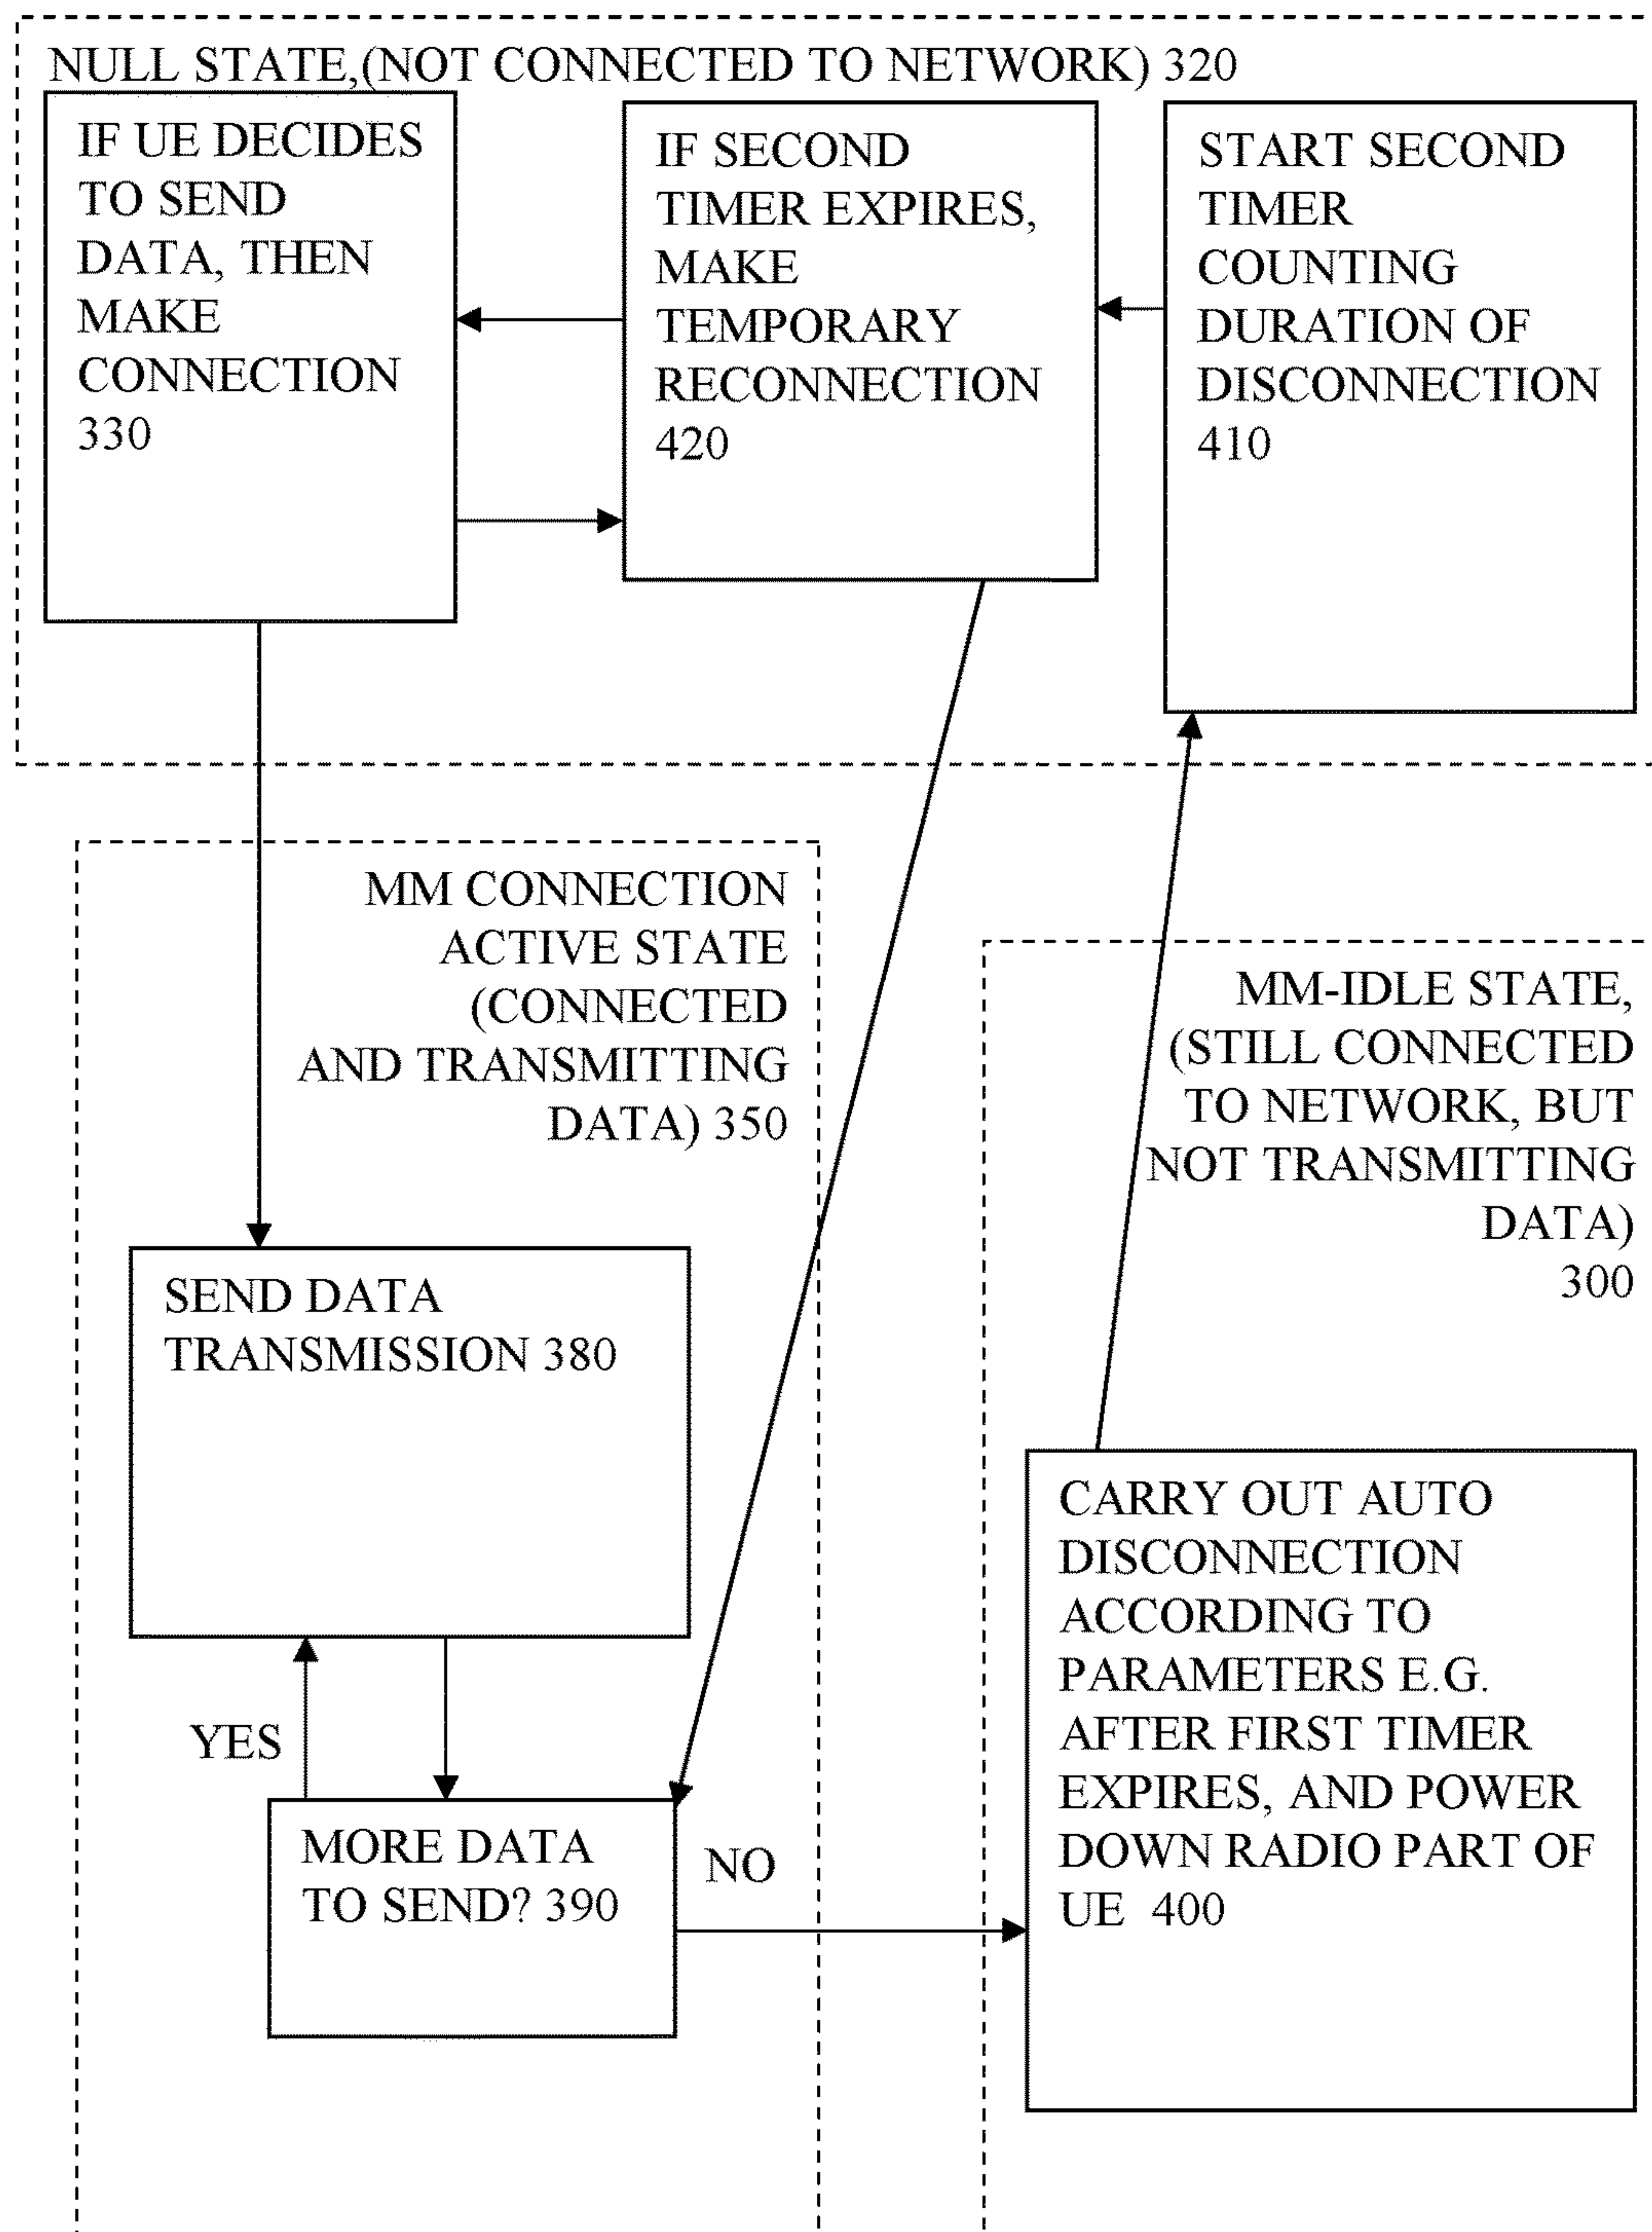 NULL STATE,(NOT CONNECTED TO NETWORK) 320
IF UE DECIDES
TO SEND
DATA, THEN
MAKE
CONNECTION
330
IF SECOND
TIMER EXPIRES,
MAKE
TEMPORARY
RECONNECTION
420
START SECOND
TIMER
COUNTING
DURATION OF
DISCONNECTION
410
MM CONNECTION
ACTIVE STATE
(CONNECTED
AND TRANSMITTING
DATA) 350
MM-IDLE STATE,
(STILL CONNECTED
TO NETWORK, BUT
NOT TRANSMITTING
DATA)
300
SEND DATA
TRANSMISSION 380
YES
MORE DATA
TO SEND? 390
NO
CARRY OUT AUTO
DISCONNECTION
ACCORDING TO
PARAMETERS E.G.
AFTER FIRST TIMER
EXPIRES, AND POWER
DOWN RADIO PART OF
UE 400